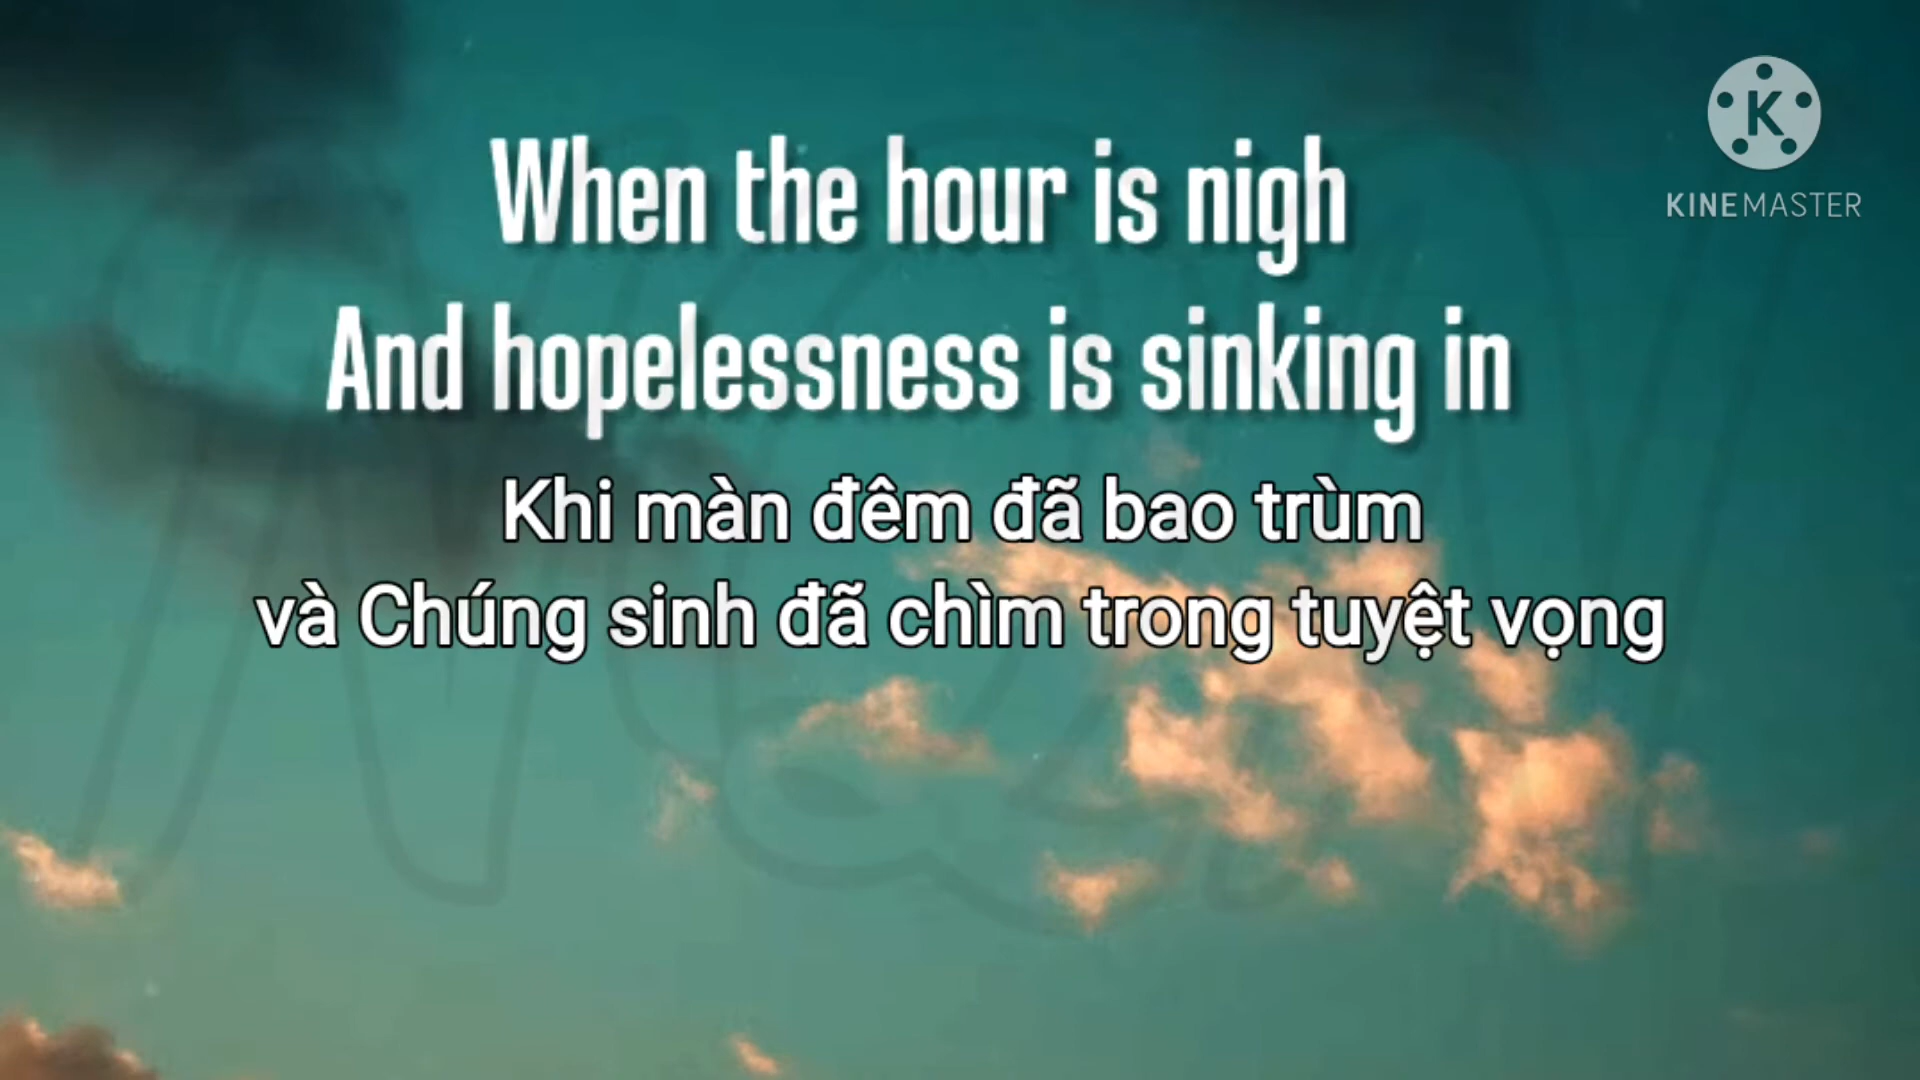 K
KINEMASTER
When the hour is nigh
And hopelessness is sinking in
Khi màn đêm đã bao trùm
và Chúng sinh đã chìm trong tuyệt vọng